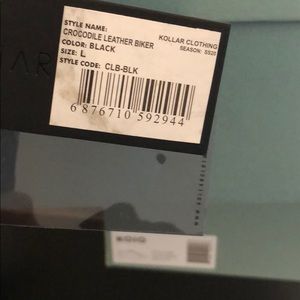 STYLE NAME:
CROCODILE LEATHER BIKER
COLOR: BLACK
SIZE: L
STYLE CODE: CLB-BLK
KOLLAR CLOTHING
SEASON: SS20
6 876710 592944